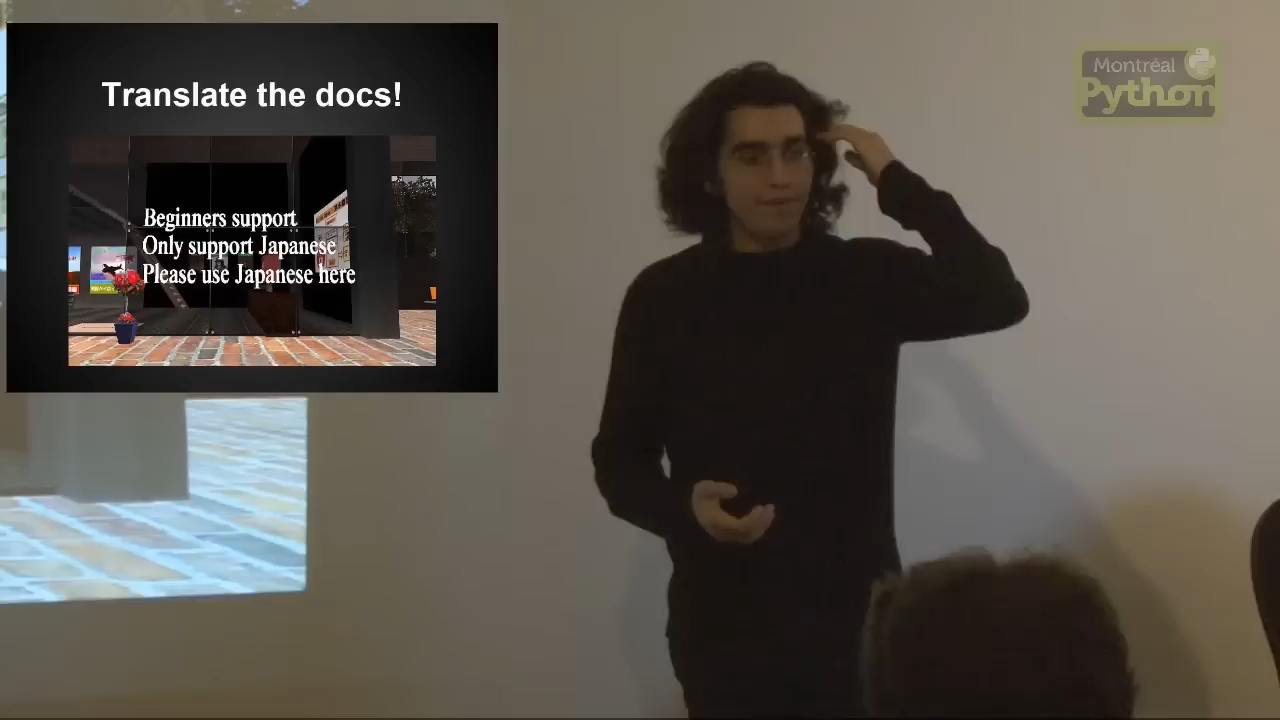 Translate the docs!
Beginners support
Only support Japanese
Please use Japanese here
Montréal
Python